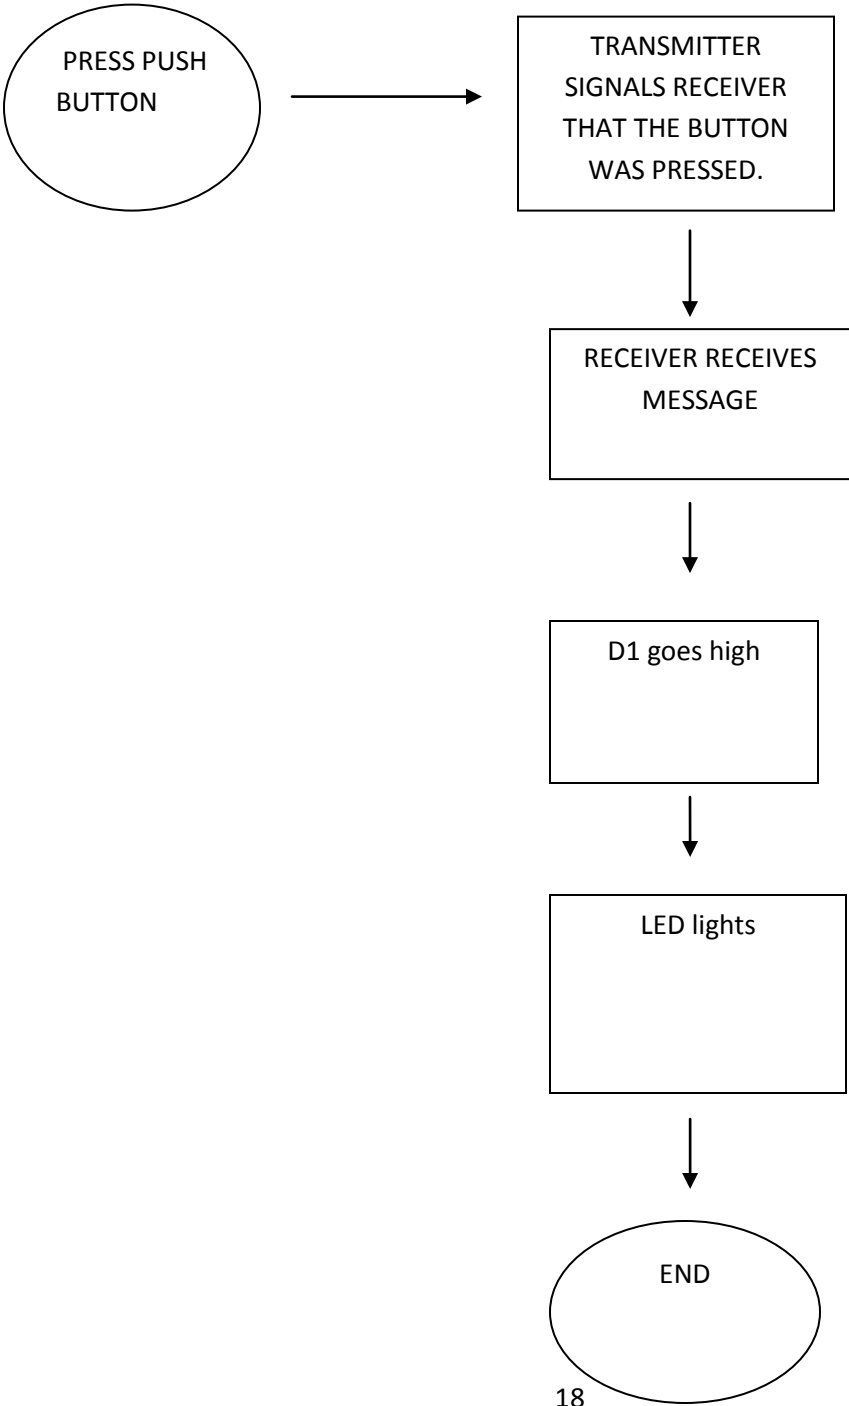 PRESS PUSH
BUTTON
TRANSMITTER
SIGNALS RECEIVER
THAT THE BUTTON
WAS PRESSED.
RECEIVER RECEIVES
MESSAGE
D1 goes high
LED lights
END
18